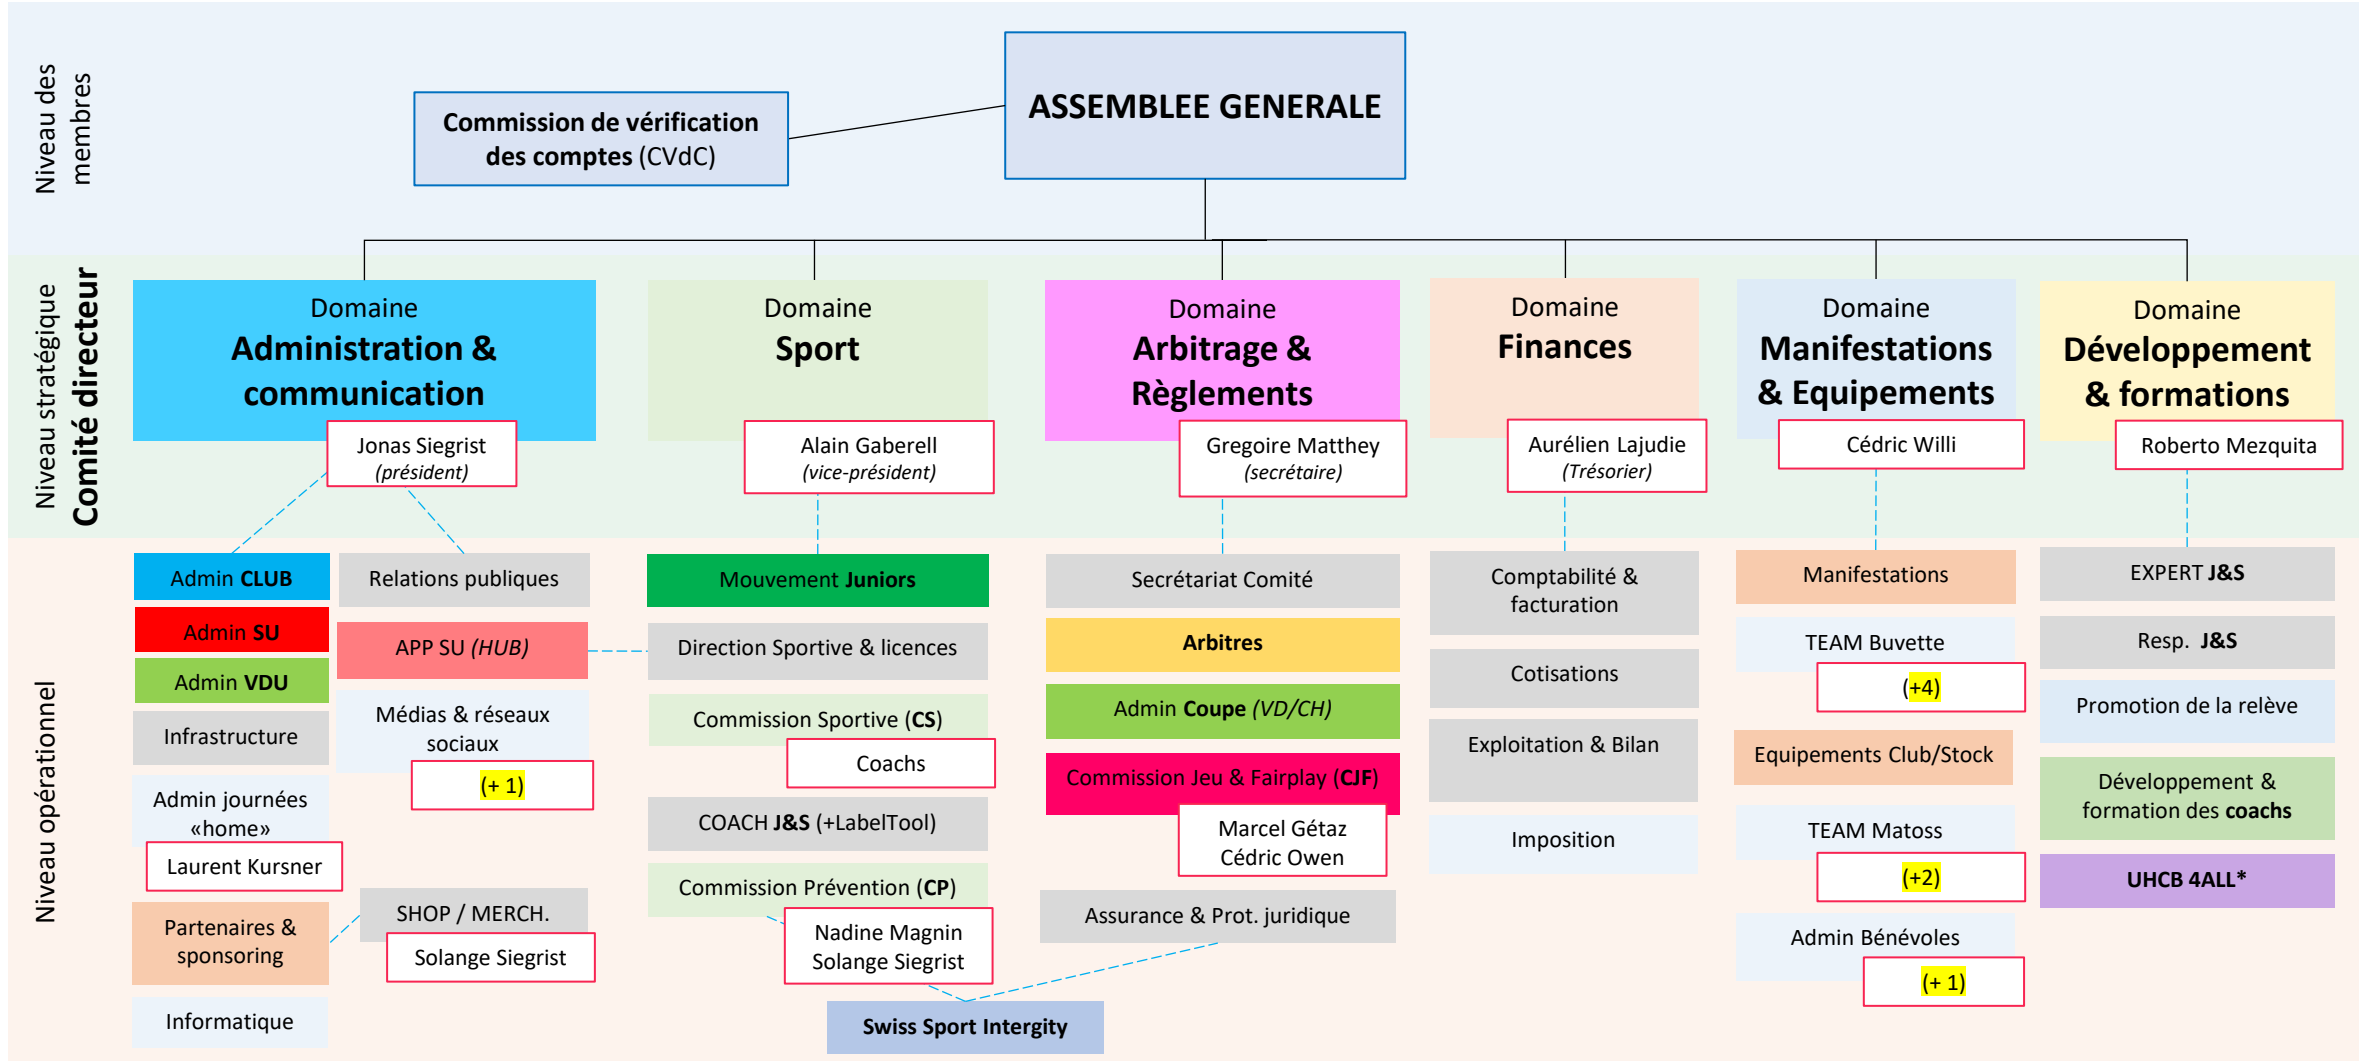 Niveau des
membres
ASSEMBLEE GENERALE
Commission de vérification
des comptes (CVdC)
Niveau stratégique
Comité directeur
Domaine
Administration &
communication
Jonas Siegrist
(président)
Domaine
Sport
Alain Gaberell
(vice-président)
Domaine
Arbitrage &
Règlements
Gregoire Matthey
(secrétaire)
Domaine
Finances
Aurélien Lajudie
(Trésorier)
Domaine
Manifestations
& Equipements
Cédric Willi
Domaine
Développement
& formations
Roberto Mezquita
Niveau opérationnel
Admin CLUB
Admin SU
Admin VDU
Infrastructure
Admin journées
«home»
Laurent Kursner
Partenaires &
sponsoring
Informatique
Relations publiques
APP SU (HUB)
Médias & réseaux
sociaux
(+ 1)
SHOP / MERCH.
Solange Siegrist
Mouvement Juniors
Direction Sportive & licences
Commission Sportive (CS)
Coachs
COACH J&S (+LabelTool)
Commission Prévention (CP)
Nadine Magnin
Solange Siegrist
Swiss Sport Intergity
Secrétariat Comité
Arbitres
Admin Coupe (VD/CH)
Commission Jeu & Fairplay (CJF)
Marcel Gétaz
Cédric Owen
Assurance & Prot. juridique
Comptabilité &
facturation
Cotisations
Exploitation & Bilan
Imposition
Manifestations
TEAM Buvette
(+4)
Equipements Club/Stock
TEAM Matoss
(+2)
Admin Bénévoles
(+ 1)
EXPERT J&S
Resp. J&S
Promotion de la relève
Développement &
formation des coachs
UHCB 4ALL*